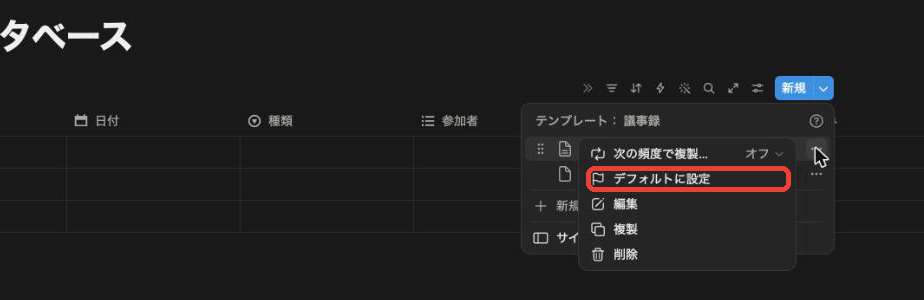 タベース
新規
日付
種類
参加者
テンプレート： 議事録
次の頻度で複製... オフ
デフォルトに設定
編集
新規
複製
サイ
削除